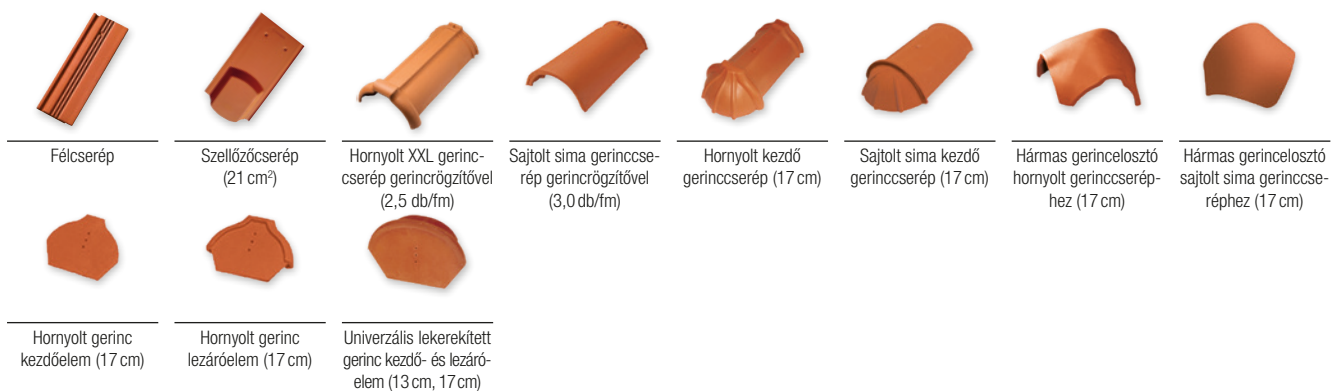 Félcserép
Szellőzőcserép
(21 cm²)
Hornyolt XXL gerinc-
cserép gerincrögzítővel
(2,5 db/fm)
Sajtolt sima gerinccse-
rép gerincrögzítővel
(3,0 db/fm)
Hornyolt kezdő
gerinccserép (17 cm)
Sajtolt sima kezdő
gerinccserép (17 cm)
Hármas gerincelosztó
hornyolt gerinccserép-
hez (17 cm)
Hármas gerincelosztó
sajtolt sima gerinccse-
réphez (17 cm)
Hornyolt gerinc
kezdőelem (17 cm)
Hornyolt gerinc
lezáróelem (17 cm)
Univerzális lekerekített
gerinc kezdő- és lezáró-
elem (13 cm, 17 cm)